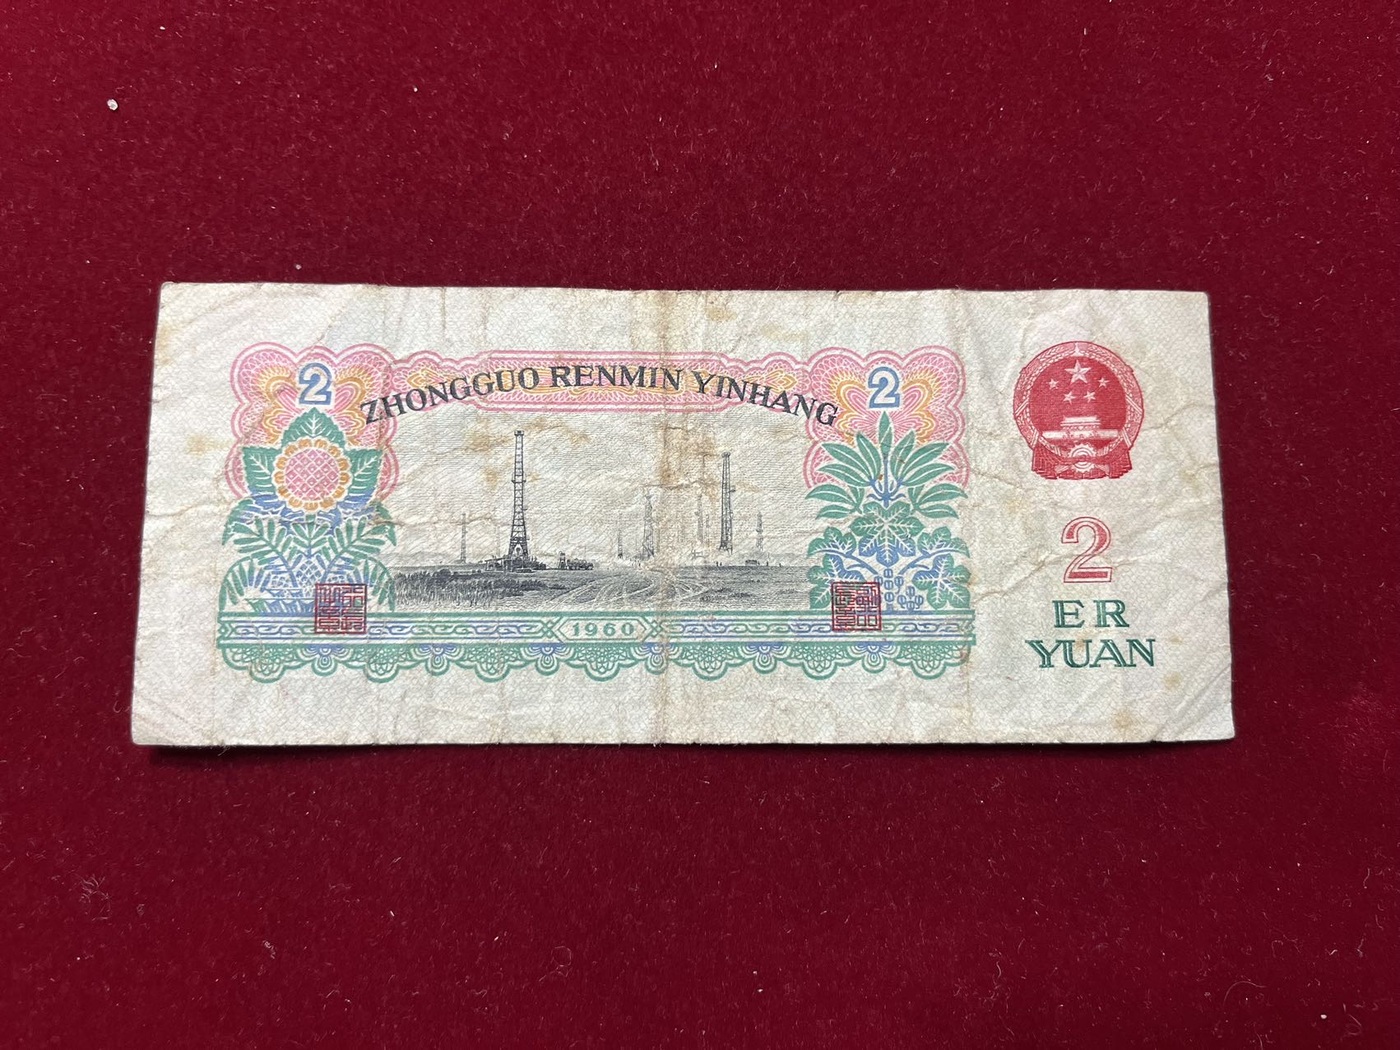 2
ZHONGGUO RENMIN YINHANG
2
1960
2
ER
YUAN